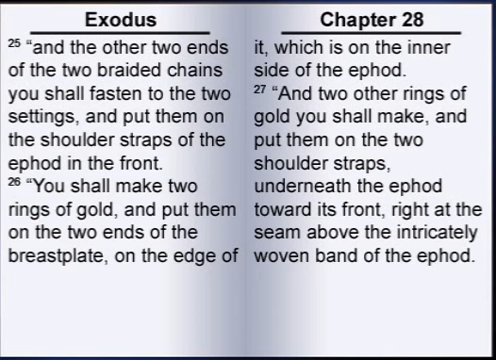 Exodus
25 “and the other two ends
of the two braided chains
you shall fasten to the two
settings, and put them on
the shoulder straps of the
ephod in the front.
26 “You shall make two
rings of gold, and put them
on the two ends of the
breastplate, on the edge of
Chapter 28
it, which is on the inner
side of the ephod.
27 “And two other rings of
gold you shall make, and
put them on the two
shoulder straps,
underneath the ephod
toward its front, right at the
seam above the intricately
woven band of the ephod.